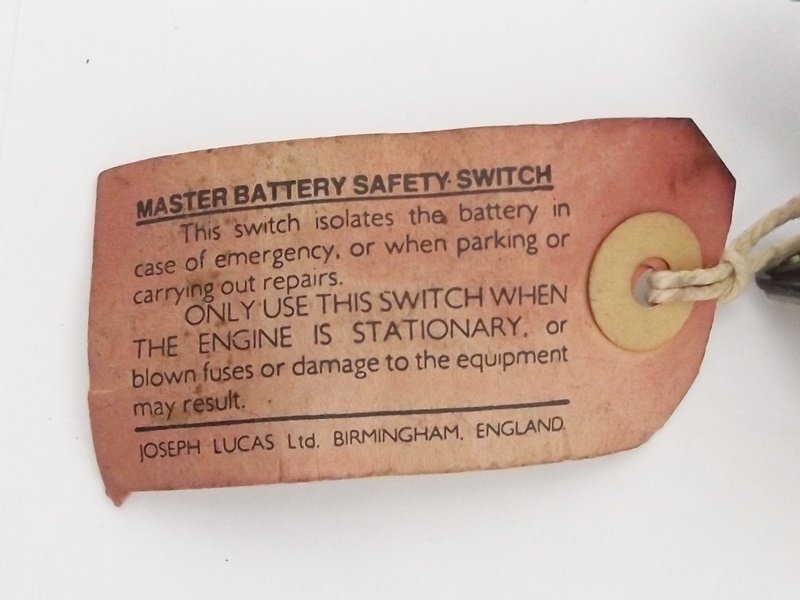 MASTER BATTERY SAFETY SWITCH
This switch isolates the battery in
case of emergency, or when parking or
carrying out repairs.
ONLY USE THIS SWITCH WHEN
THE ENGINE IS STATIONARY, or
blown fuses or damage to the equipment
may result.
JOSEPH LUCAS Ltd. BIRMINGHAM, ENGLAND.